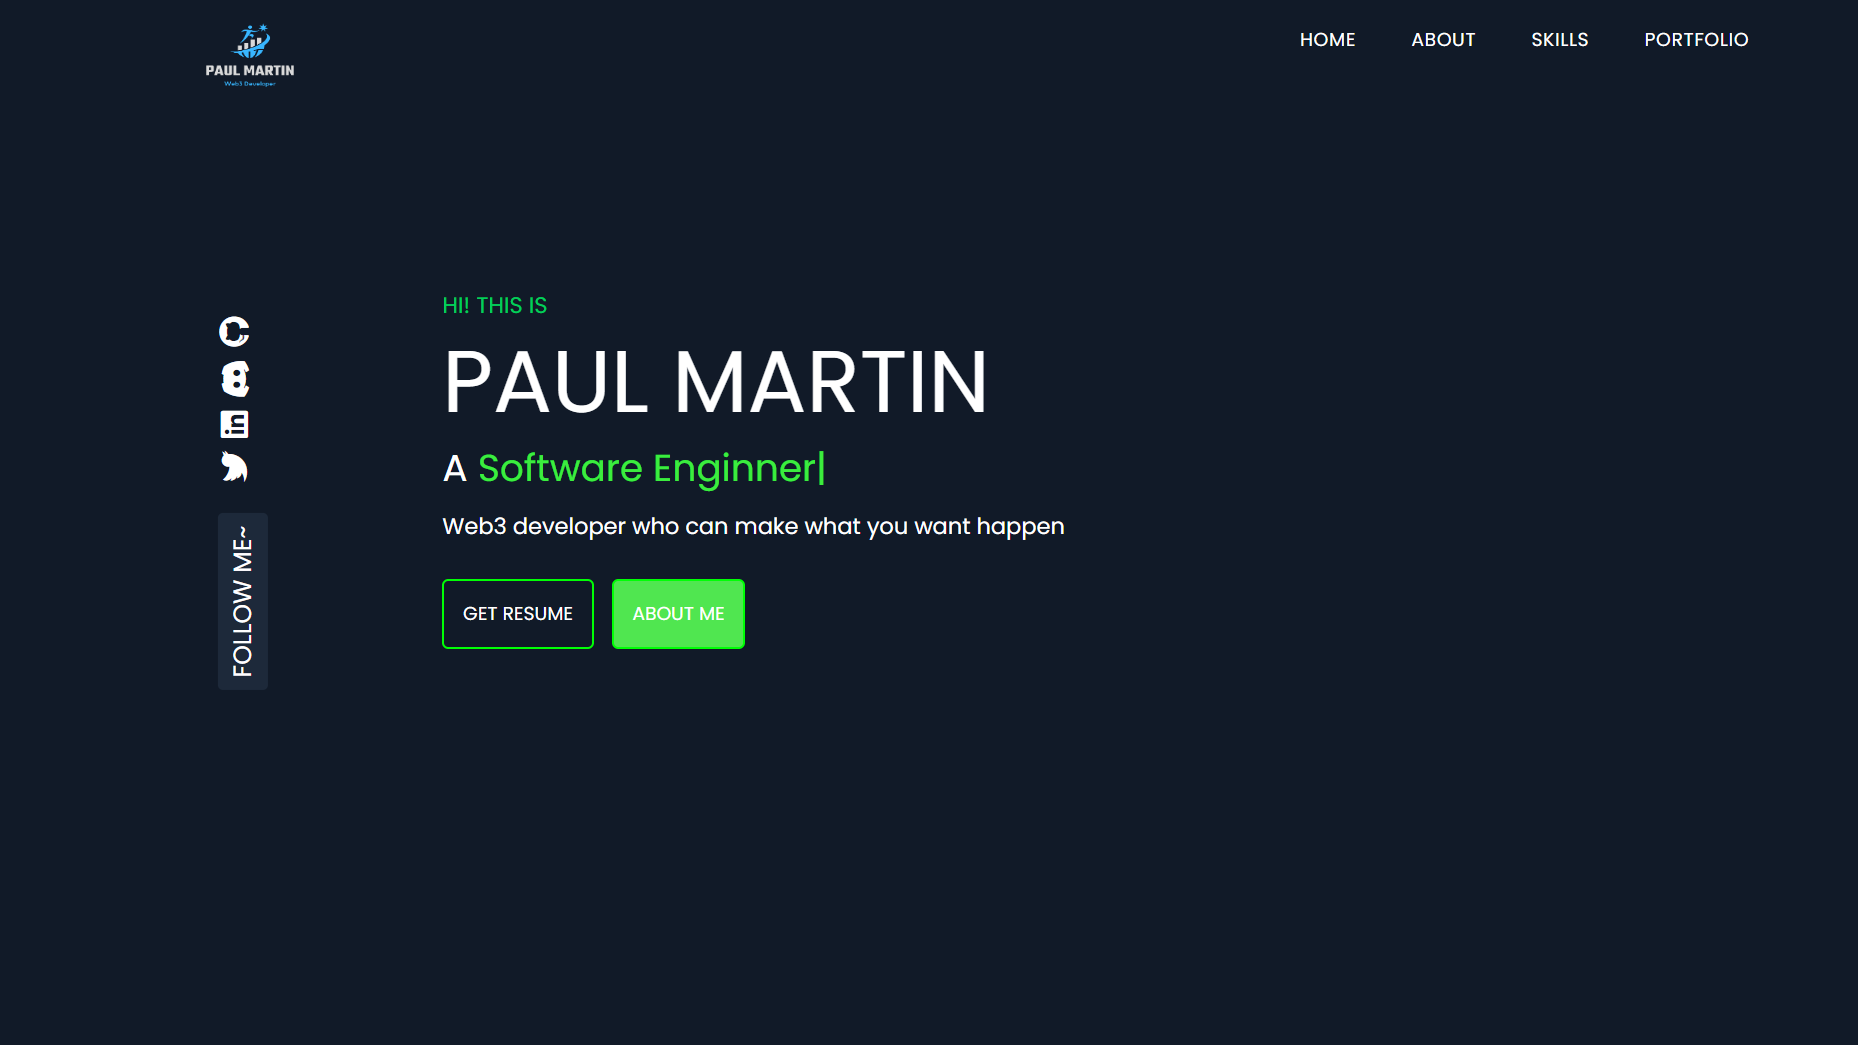 PAUL MARTIN
Web3 Developer
HOME
ABOUT
SKILLS
PORTFOLIO
HI! THIS IS
PAUL MARTIN
A Software Enginner|
Web3 developer who can make what you want happen
GET RESUME
ABOUT ME
in
FOLLOW ME~